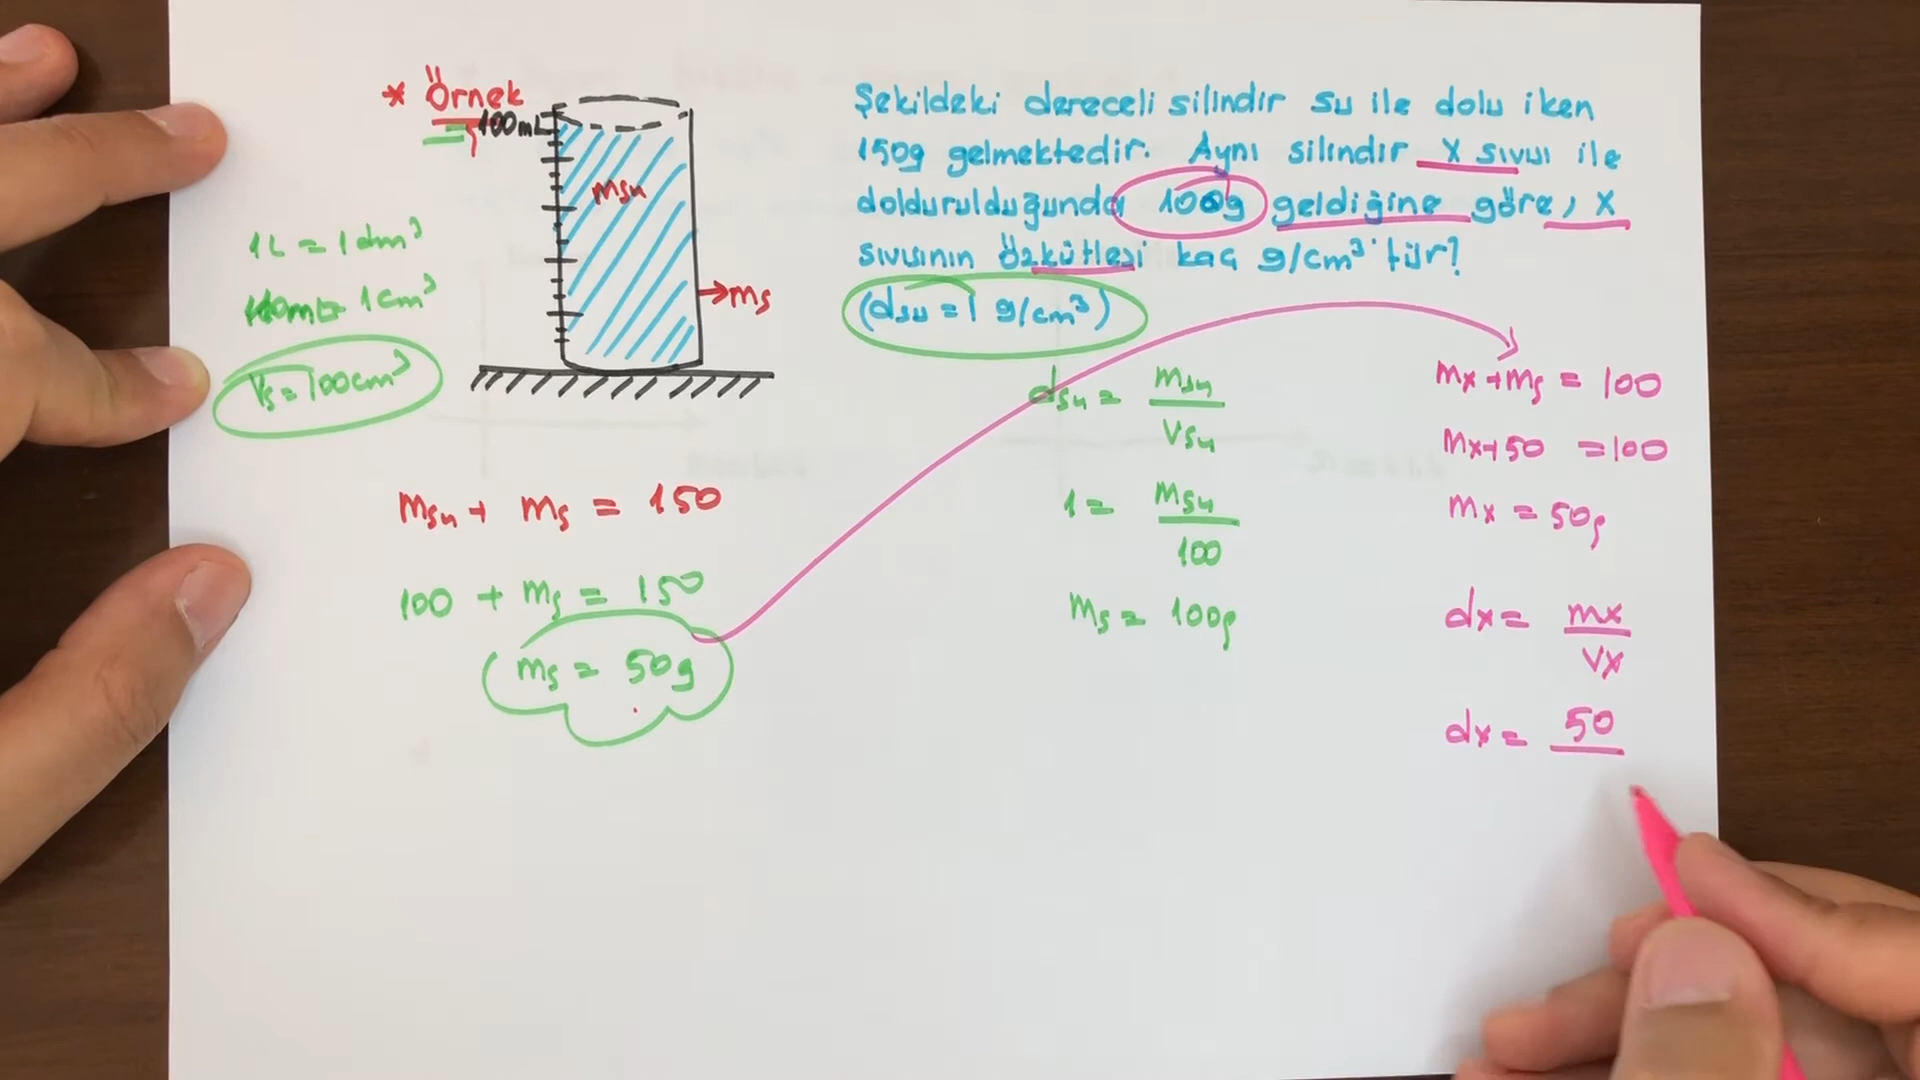 * Örnek
100mL
msu
→ms
1L = 1dm³
1cm³
Vs = 100cm³
Şekildeki dereceli silindir su ile dolu iken
150g gelmektedir. Aynı silindir X sıvısı ile
doldurulduğunda 100g geldiğine göre, X
sıvısının özkütlesi kaç g/cm³'tür?
(dsu = 1 g/cm³)
msu + ms = 150
100 + ms = 150
ms = 50g
dsu = msu / Vsu
1 = msu / 100
ms = 100g
mx + ms = 100
mx + 50 = 100
mx = 50g
dx = mx / Vx
dx = 50